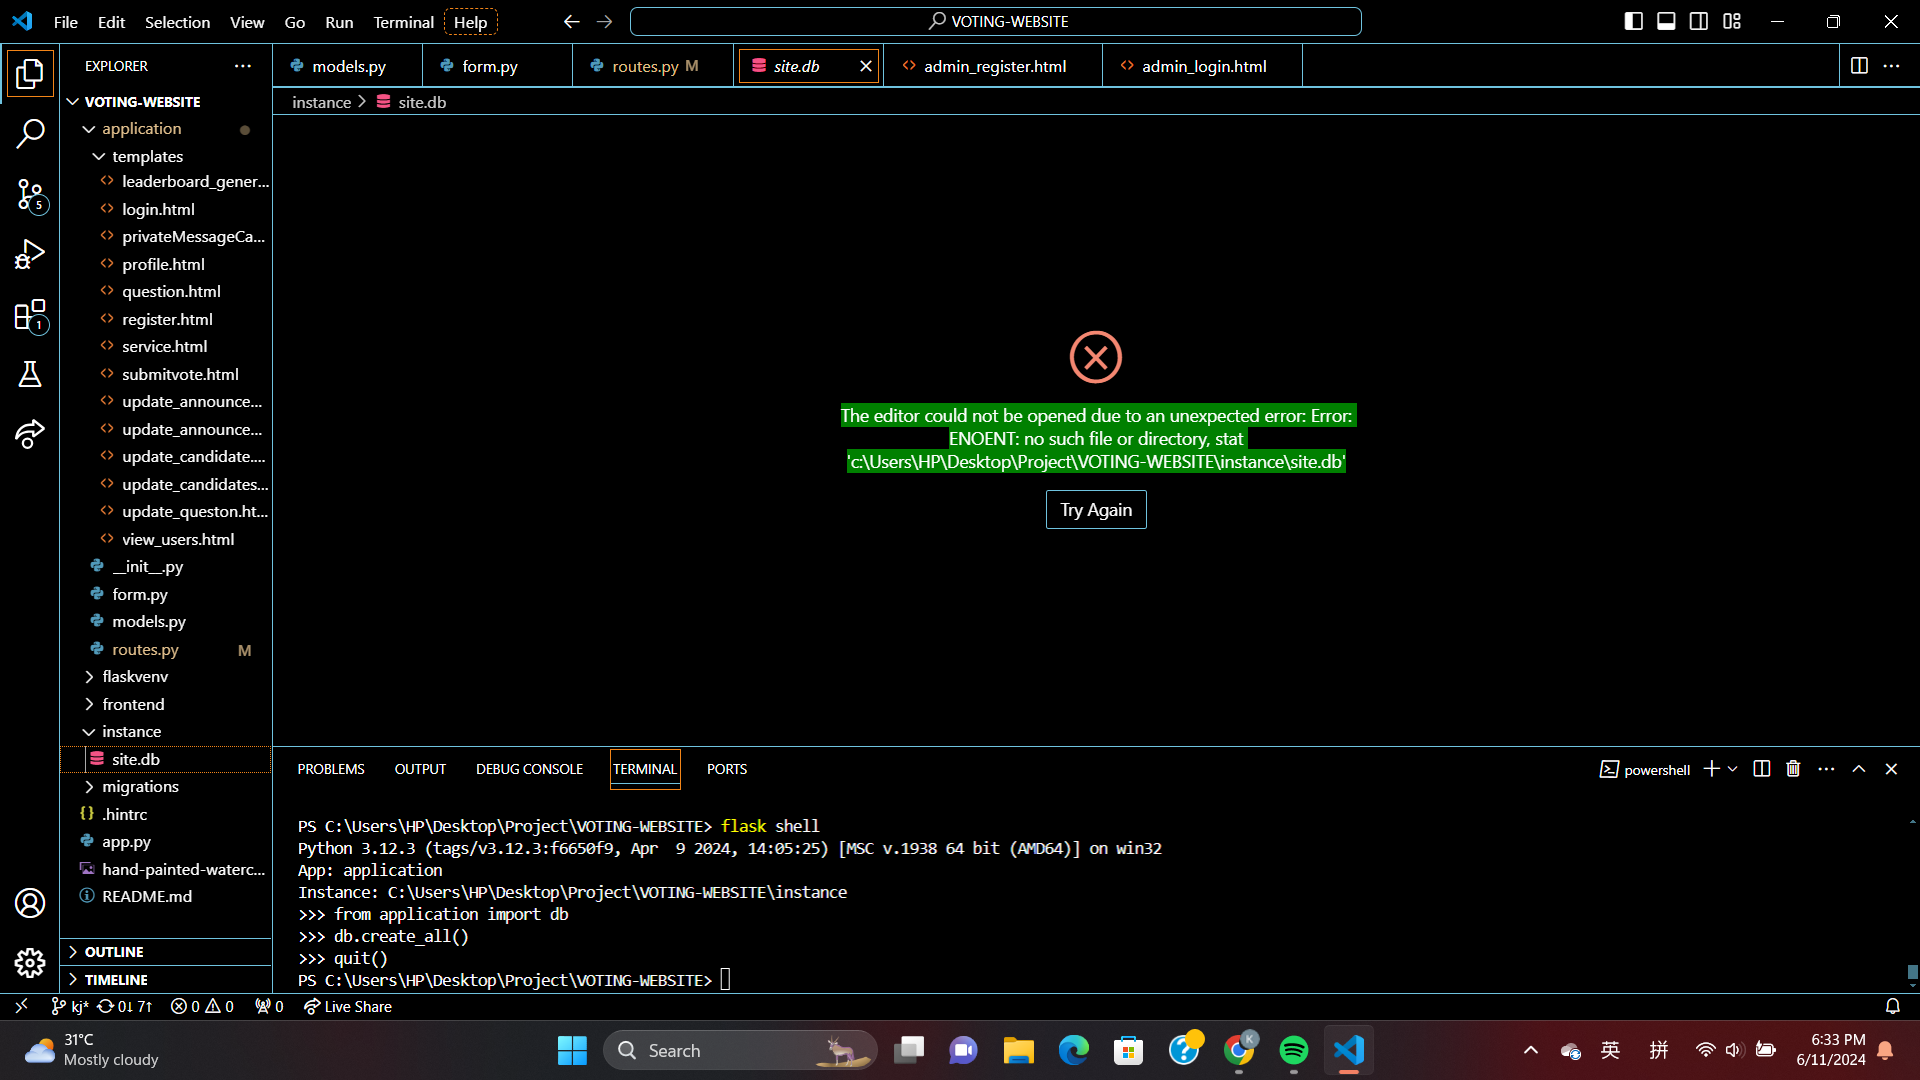 File Edit Selection View Go Run Terminal Help
VOTING-WEBSITE
EXPLORER
models.py
form.py
routes.py M
site.db
admin_register.html
admin_login.html
instance > site.db
VOTING-WEBSITE
application
templates
leaderboard_gener...
login.html
privateMessageCa...
profile.html
question.html
register.html
service.html
submitvote.html
update_announce...
update_announce...
update_candidate....
update_candidates...
update_queston.ht...
view_users.html
__init__.py
form.py
models.py
routes.py M
flaskvenv
frontend
instance
site.db
migrations
.hintrc
app.py
hand-painted-waterc...
README.md
OUTLINE
TIMELINE
5
1
The editor could not be opened due to an unexpected error: Error:
ENOENT: no such file or directory, stat
'c:\Users\HP\Desktop\Project\VOTING-WEBSITE\instance\site.db'
Try Again
PROBLEMS OUTPUT DEBUG CONSOLE TERMINAL PORTS
powershell
PS C:\Users\HP\Desktop\Project\VOTING-WEBSITE> flask shell
Python 3.12.3 (tags/v3.12.3:f6650f9, Apr  9 2024, 14:05:25) [MSC v.1938 64 bit (AMD64)] on win32
App: application
Instance: C:\Users\HP\Desktop\Project\VOTING-WEBSITE\instance
>>> from application import db
>>> db.create_all()
>>> quit()
PS C:\Users\HP\Desktop\Project\VOTING-WEBSITE>
kj* 0↓ 7↑ 0 0 0 Live Share
31°C
Mostly cloudy
Search
K
英
拼
6:33 PM
6/11/2024